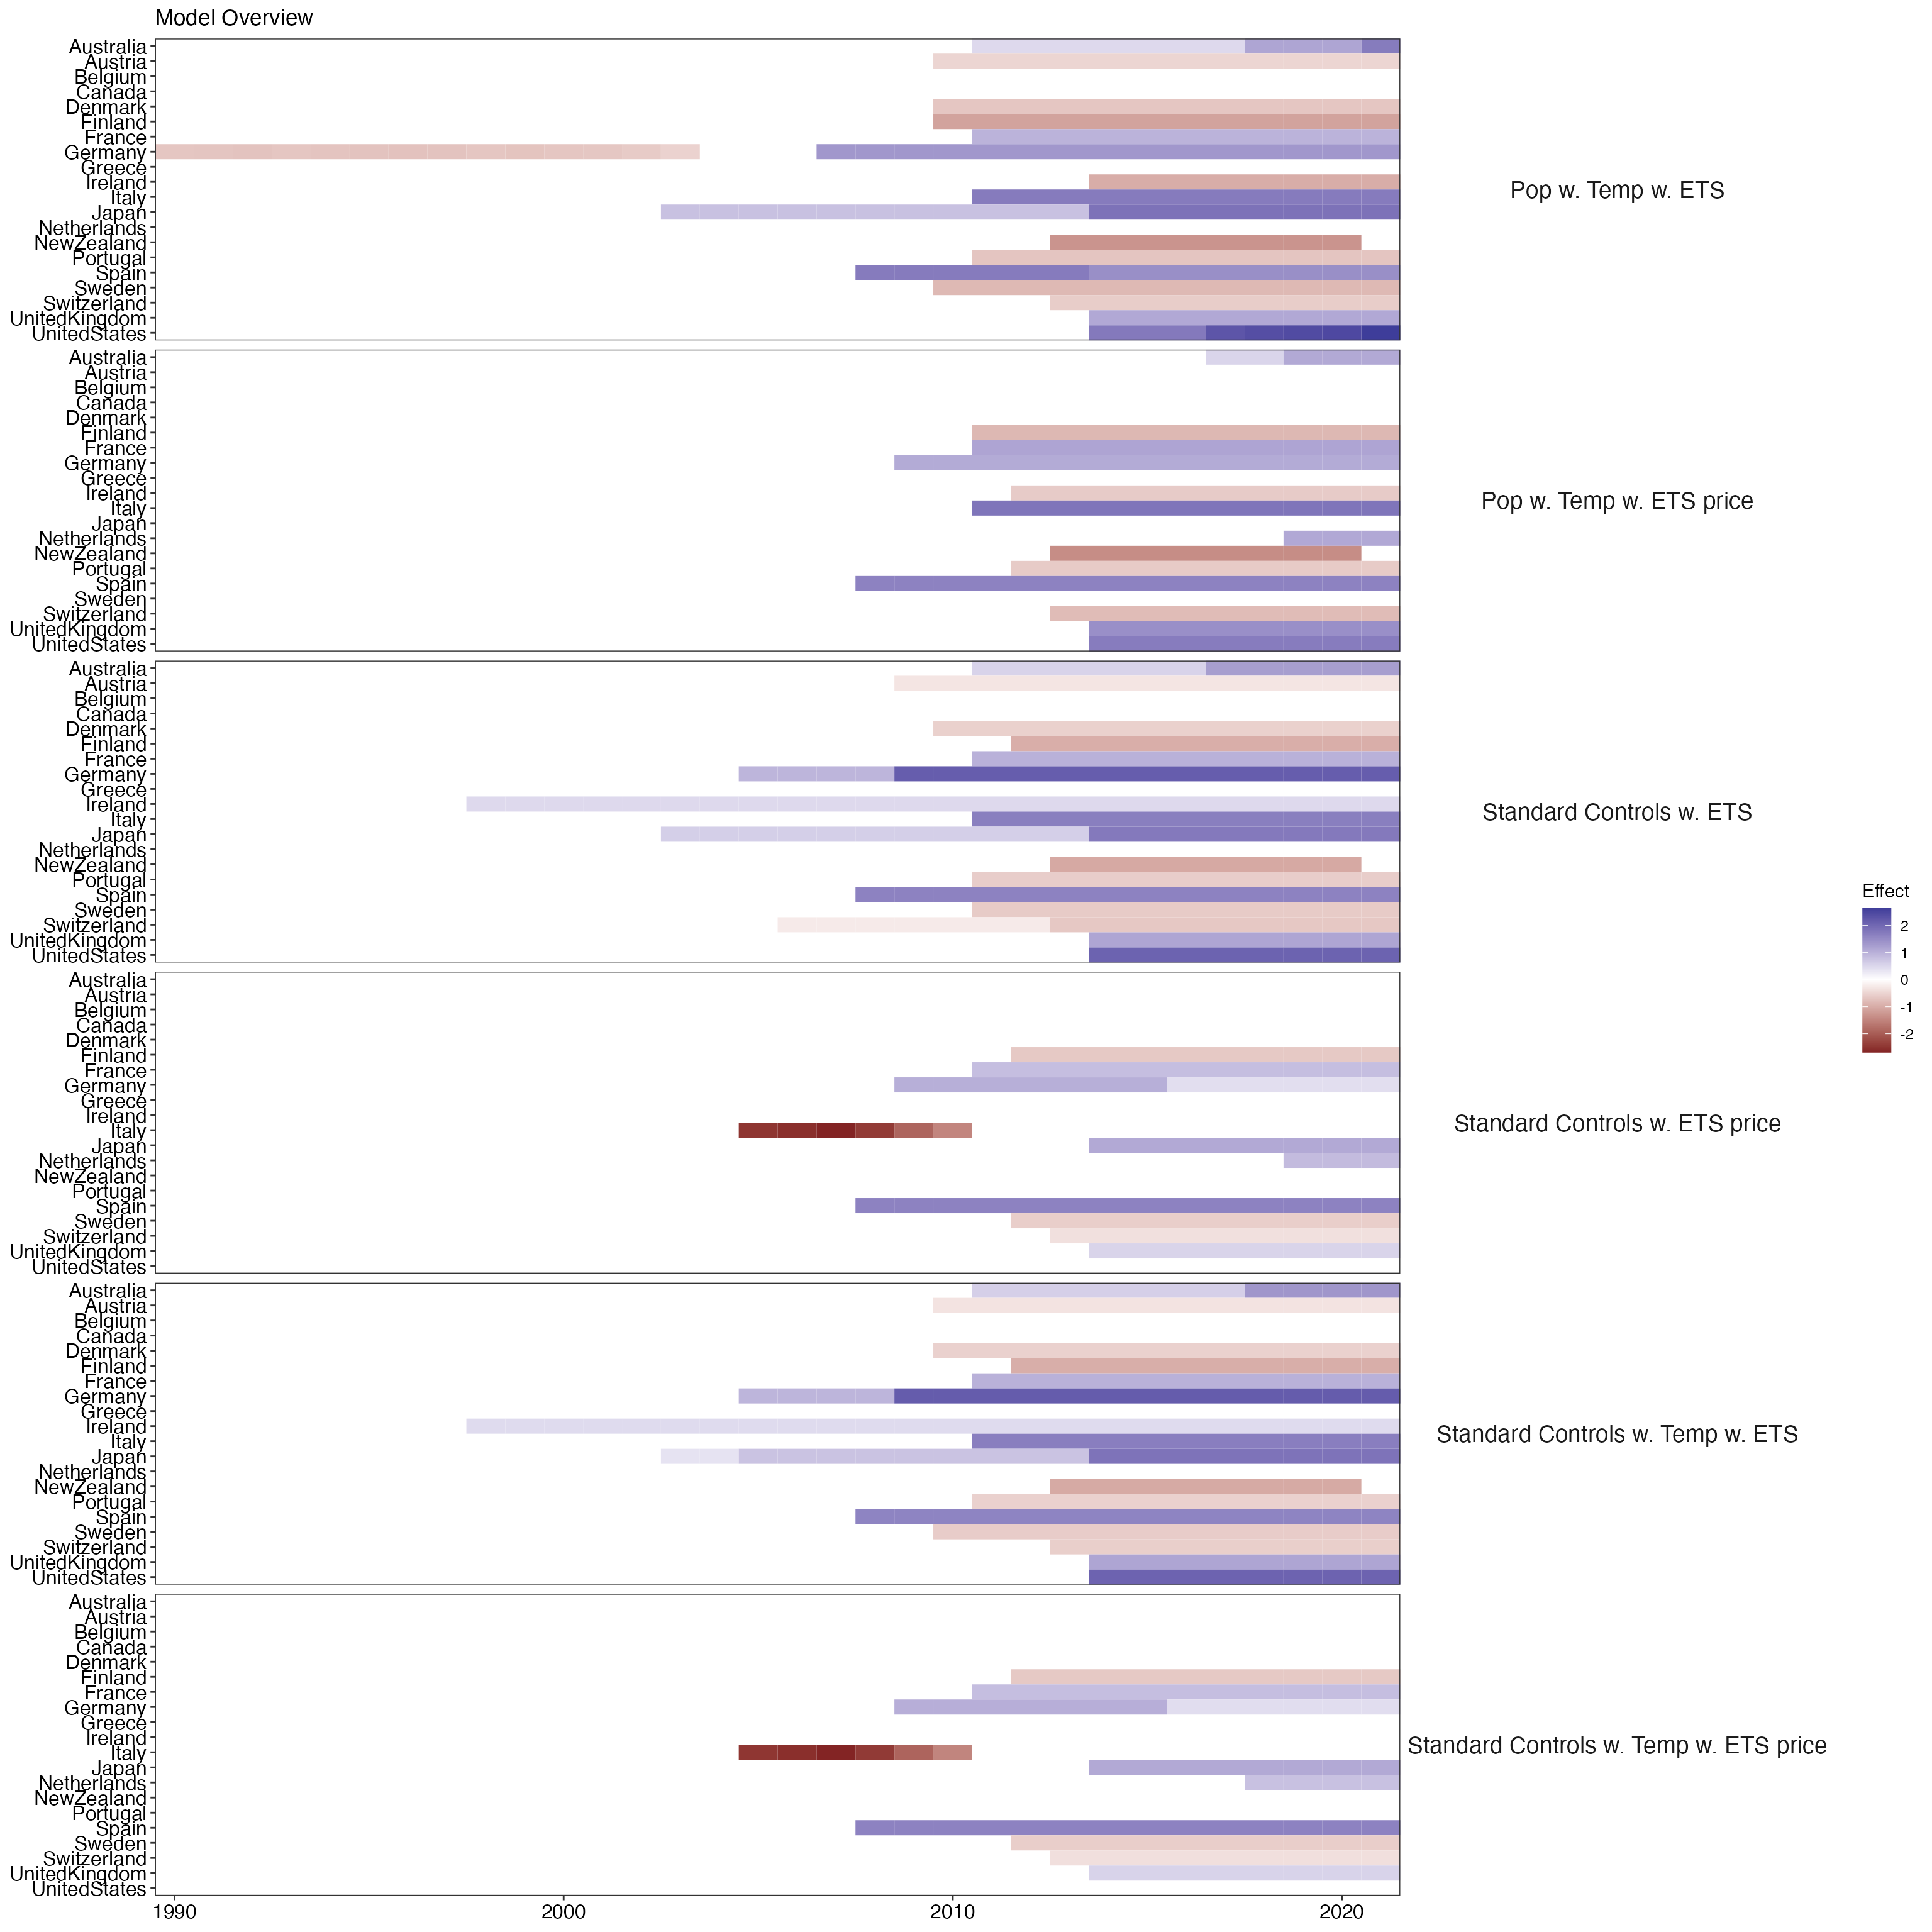 Model Overview
Australia
Austria
Belgium
Canada
Denmark
Finland
France
Germany
Greece
Ireland
Italy
Japan
Netherlands
NewZealand
Portugal
Spain
Sweden
Switzerland
UnitedKingdom
UnitedStates
Pop w. Temp w. ETS
Australia
Austria
Belgium
Canada
Denmark
Finland
France
Germany
Greece
Ireland
Italy
Japan
Netherlands
NewZealand
Portugal
Spain
Sweden
Switzerland
UnitedKingdom
UnitedStates
Pop w. Temp w. ETS price
Australia
Austria
Belgium
Canada
Denmark
Finland
France
Germany
Greece
Ireland
Italy
Japan
Netherlands
NewZealand
Portugal
Spain
Sweden
Switzerland
UnitedKingdom
UnitedStates
Standard Controls w. ETS
Australia
Austria
Belgium
Canada
Denmark
Finland
France
Germany
Greece
Ireland
Italy
Japan
Netherlands
NewZealand
Portugal
Spain
Sweden
Switzerland
UnitedKingdom
UnitedStates
Standard Controls w. ETS price
Australia
Austria
Belgium
Canada
Denmark
Finland
France
Germany
Greece
Ireland
Italy
Japan
Netherlands
NewZealand
Portugal
Spain
Sweden
Switzerland
UnitedKingdom
UnitedStates
Standard Controls w. Temp w. ETS
Australia
Austria
Belgium
Canada
Denmark
Finland
France
Germany
Greece
Ireland
Italy
Japan
Netherlands
NewZealand
Portugal
Spain
Sweden
Switzerland
UnitedKingdom
UnitedStates
Standard Controls w. Temp w. ETS price
1990
2000
2010
2020
Effect
2
1
0
-1
-2